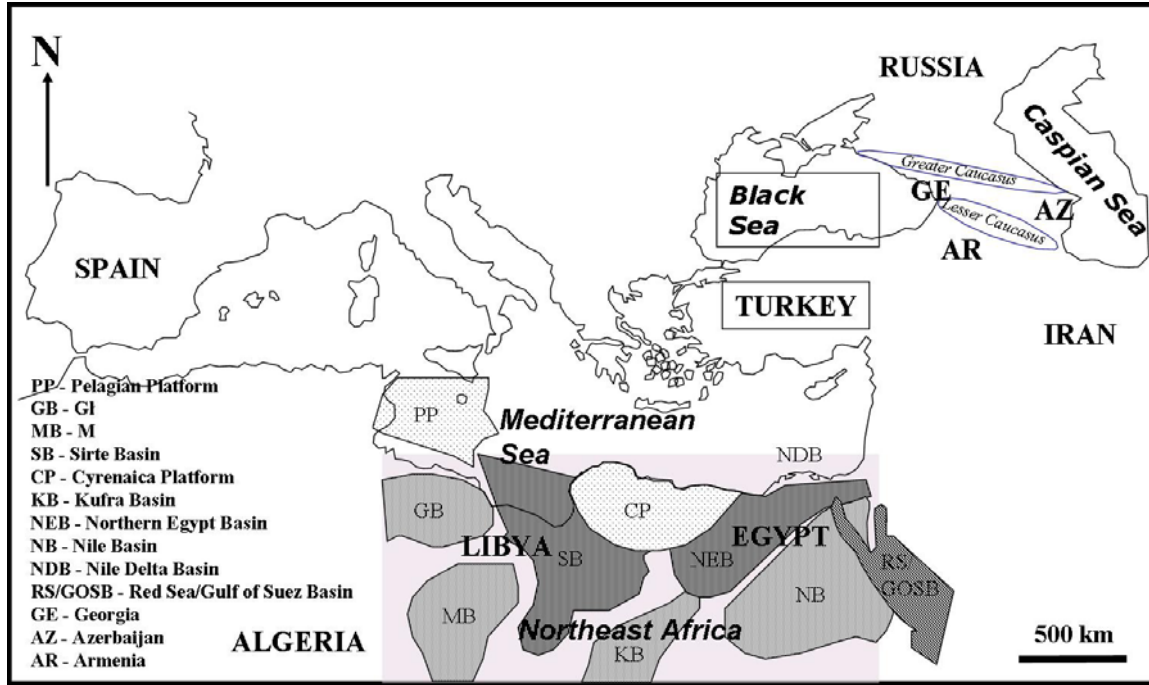 N
RUSSIA
Caspian Sea
Greater Caucasus
GE
Lesser Caucasus
AZ
AR
Black
Sea
SPAIN
TURKEY
IRAN
PP - Pelagian Platform
GB - Gł
MB - M
SB - Sirte Basin
CP - Cyrenaica Platform
KB - Kufra Basin
NEB - Northern Egypt Basin
NB - Nile Basin
NDB - Nile Delta Basin
RS/GOSB - Red Sea/Gulf of Suez Basin
GE - Georgia
AZ - Azerbaijan
AR - Armenia
PP
Mediterranean
Sea
NDB
GB
CP
LIBYA
EGYPT
SB
NEB
RS/
GOSB
NB
MB
Northeast Africa
KB
ALGERIA
500 km